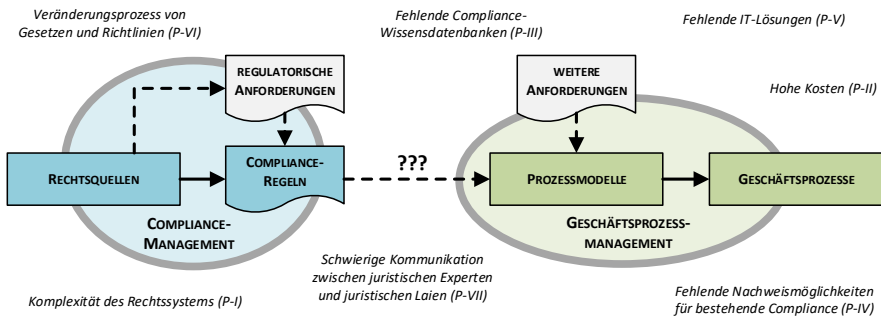 Veränderungsprozess von
Gesetzen und Richtlinien (P-VI)
Fehlende Compliance-
Wissensdatenbanken (P-III)
Fehlende IT-Lösungen (P-V)
REGULATORISCHE
ANFORDERUNGEN
WEITERE
ANFORDERUNGEN
Hohe Kosten (P-II)
RECHTSQUELLEN
COMPLIANCE-
REGELN
???
PROZESSMODELLE
GESCHÄFTSPROZESSE
COMPLIANCE-
MANAGEMENT
GESCHÄFTSPROZESS-
MANAGEMENT
Schwierige Kommunikation
zwischen juristischen Experten
und juristischen Laien (P-VII)
Komplexität des Rechtssystems (P-I)
Fehlende Nachweismöglichkeiten
für bestehende Compliance (P-IV)